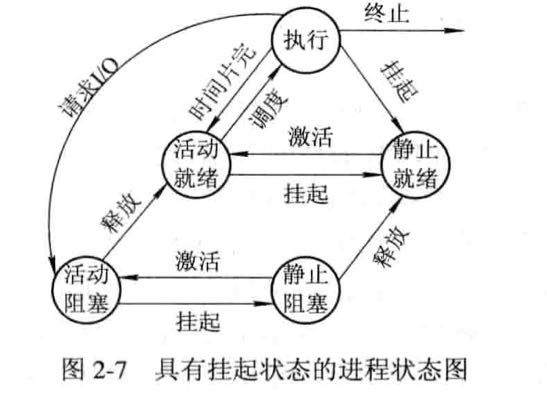 终止
执行
请求I/O
时间片完
调度
挂起
活动
就绪
激活
挂起
静止
就绪
释放
释放
活动
阻塞
激活
挂起
静止
阻塞
图 2-7 具有挂起状态的进程状态图